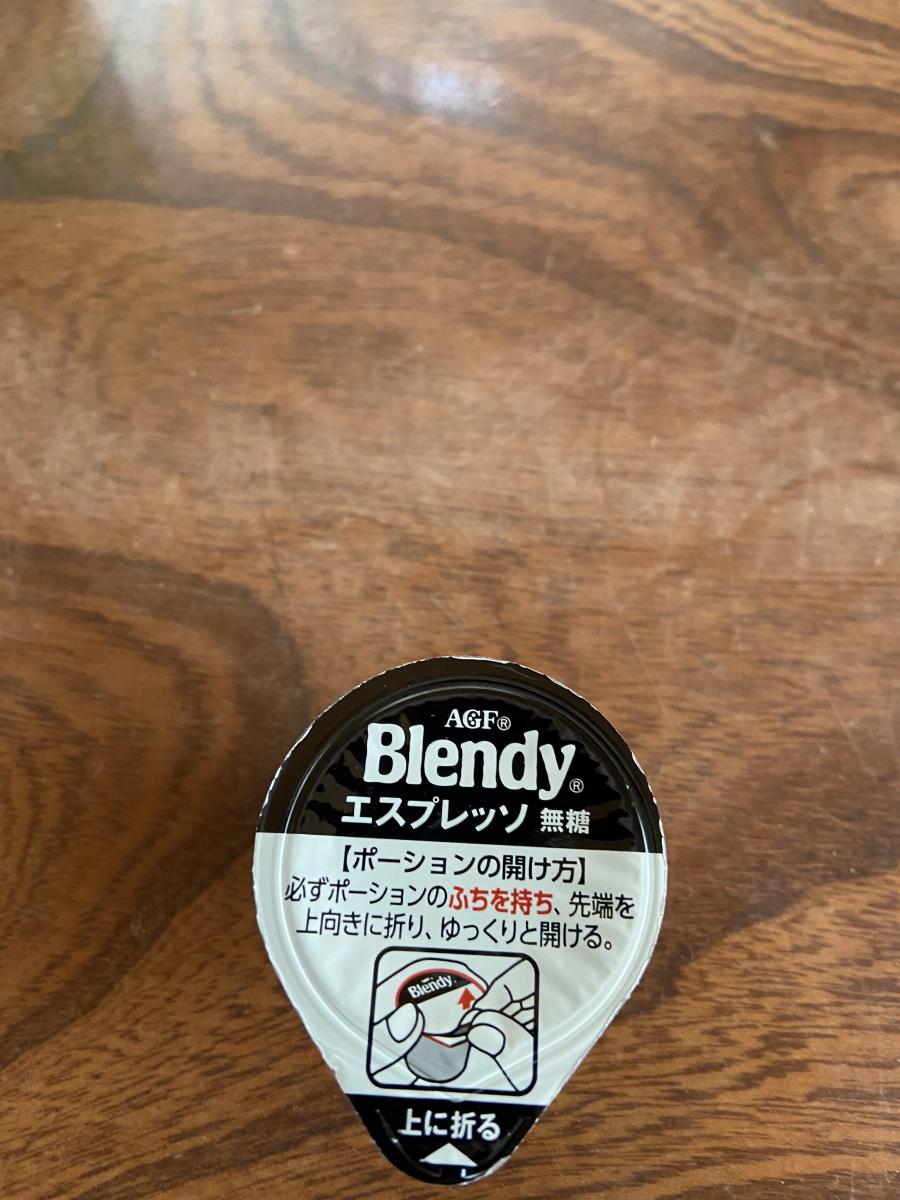 AGF®
Blendy®
エスプレッソ 無糖
【ポーションの開け方】
必ずポーションのふちを持ち、先端を
上向きに折り、ゆっくりと開ける。
Blendy
上に折る